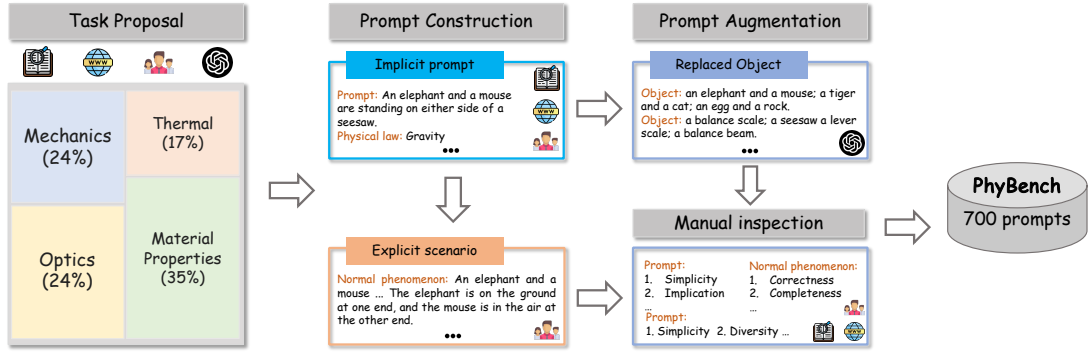 Task Proposal
WWW
Mechanics
(24%)
Thermal
(17%)
Optics
(24%)
Material
Properties
(35%)
Prompt Construction
Implicit prompt
Prompt: An elephant and a mouse
are standing on either side of a
seesaw.
Physical law: Gravity
...
WWW
Explicit scenario
Normal phenomenon: An elephant and a
mouse ... The elephant is on the ground
at one end, and the mouse is in the air at
the other end.
...
Prompt Augmentation
Replaced Object
Object: an elephant and a mouse; a tiger
and a cat; an egg and a rock.
Object: a balance scale; a seesaw a lever
scale; a balance beam.
...
Manual inspection
Prompt:
1. Simplicity
2. Implication
...
Normal phenomenon:
1. Correctness
2. Completeness
...
Prompt:
1. Simplicity 2. Diversity ...
WWW
PhyBench
700 prompts